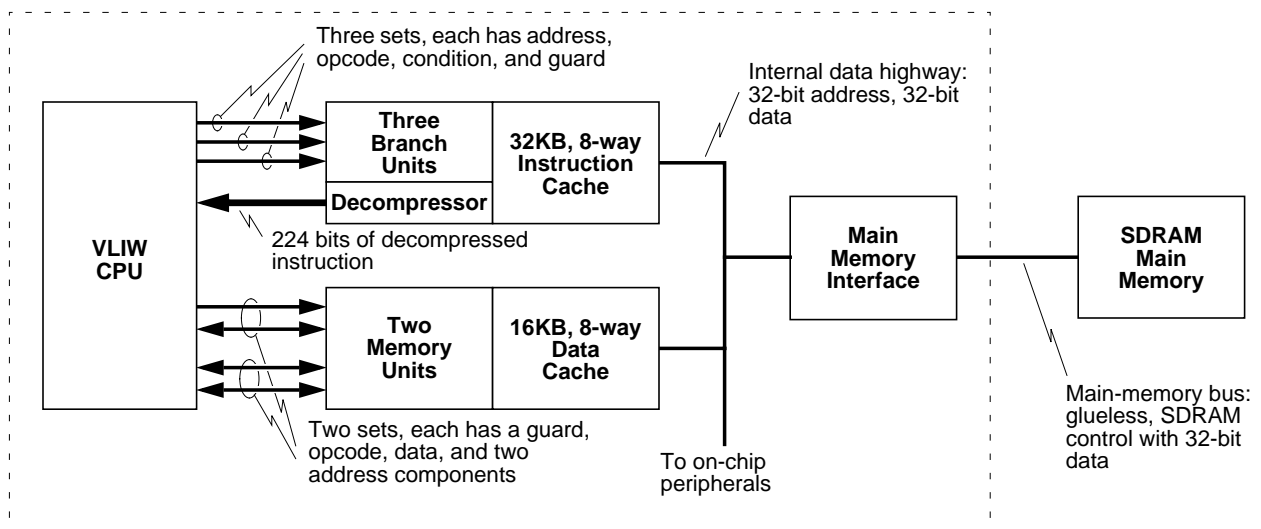 Three sets, each has address,
opcode, condition, and guard
Internal data highway:
32-bit address, 32-bit
data
Three
Branch
Units
32KB, 8-way
Instruction
Cache
Decompressor
VLIW
CPU
224 bits of decompressed
instruction
Main
Memory
Interface
SDRAM
Main
Memory
Two
Memory
Units
16KB, 8-way
Data
Cache
Main-memory bus:
glueless, SDRAM
control with 32-bit
data
Two sets, each has a guard,
opcode, data, and two
address components
To on-chip
peripherals